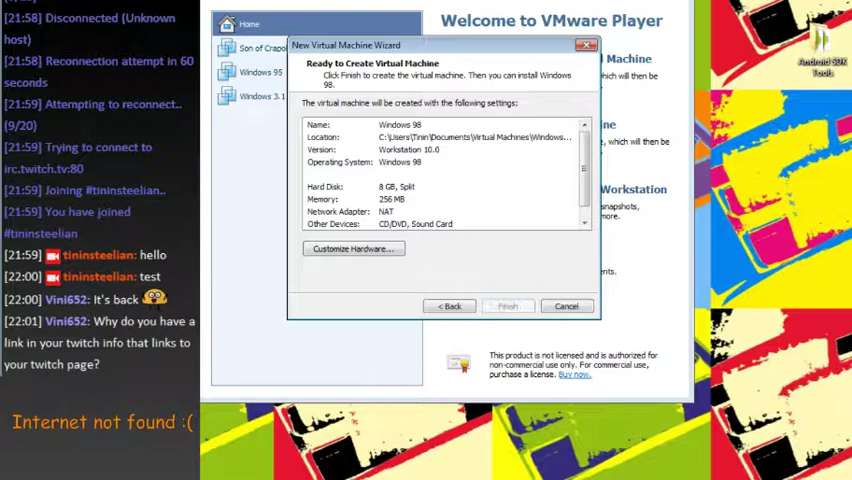 [21:58] Disconnected (Unknown
host)
[21:58] Reconnection attempt in 60
seconds
[21:59] Attempting to reconnect..
(9/20)
[21:59] Trying to connect to
irc.twitch.tv:80
[21:59] Joining #tininsteelian..
[21:59] You have joined
#tininsteelian
[21:59] tininsteelian: hello
[22:00] tininsteelian: test
[22:00] Vini652: It's back
[22:01] Vini652: Why do you have a
link in your twitch info that links to
your twitch page?
Internet not found :(
Home
Son of Crapo
Windows 95
Windows 3.1
Welcome to VMware Player
l Machine
which will then be
ne
, which will then be
Workstation
snapshots,
more.
nts.
New Virtual Machine Wizard
Ready to Create Virtual Machine
Click Finish to create the virtual machine. Then you can install Windows
98.
The virtual machine will be created with the following settings:
Name: Windows 98
Location: C:\Users\Tinin\Documents\Virtual Machines\Windows...
Version: Workstation 10.0
Operating System: Windows 98
Hard Disk: 8 GB, Split
Memory: 256 MB
Network Adapter: NAT
Other Devices: CD/DVD, Sound Card
Customize Hardware...
< Back
Finish
Cancel
This product is not licensed and is authorized for
non-commercial use only. For commercial use,
purchase a license. Buy now.
Android SDK
Tools